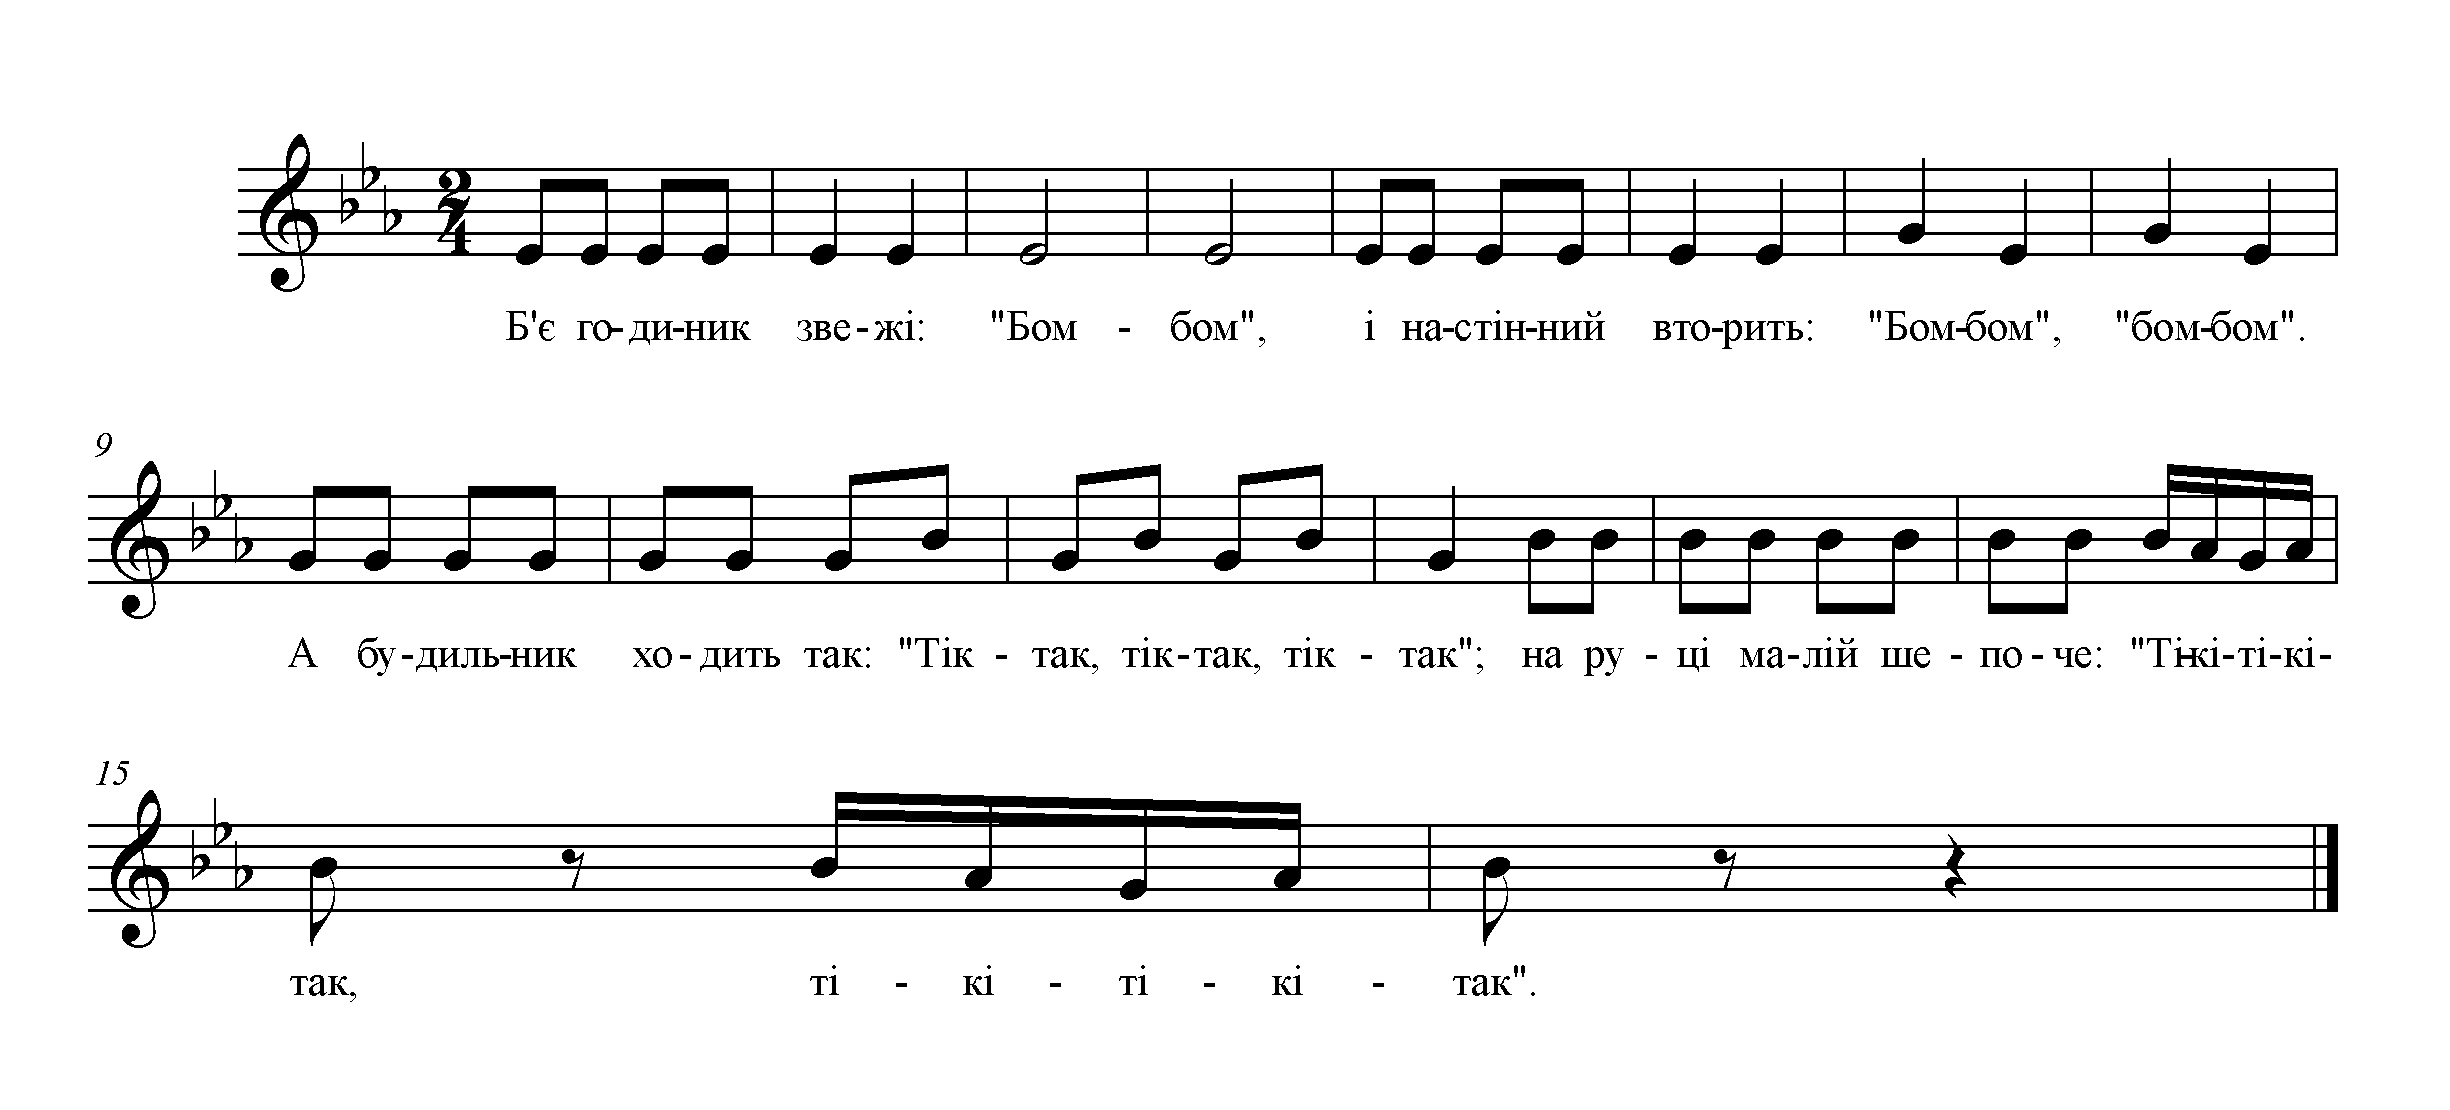 Б'є го-ди-ник зве-жі: "Бом - бом", і на-стін-ний вто-рить: "Бом-бом", "бом-бом".
9
А бу-диль-ник хо-дить так: "Тік - так, тік-так, тік - так"; на ру - ці ма-лій ше - по - че: "Ті-кі-ті-кі-
15
так, ті - кі - ті - кі - так".